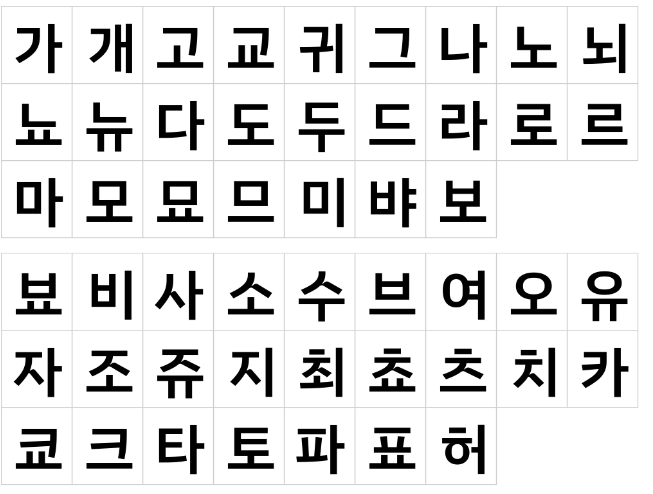 가 개 고 교 귀 그 나 노 뇌
뇨 뉴 다 도 두 드 라 로 르
마 모 묘 므 미 뱌 보
뵤 비 사 소 수 브 여 오 유
자 조 쥬 지 최 쵸 츠 치 카
쿄 크 타 토 파 표 허